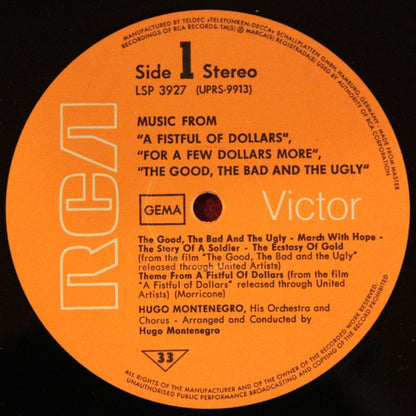 MANUFACTURED BY TELDEC »TELEFUNKEN-DECCA« SCHALLPLATTEN GMBH, HAMBURG, GERMANY - MADE FROM MASTER
RECORDINGS OF RCA RECORDS. TM(S) ® MARCA(S) REGISTRADA(S) USED BY AUTHORITY OF RCA CORPORATION
Side 1 Stereo
LSP 3927 (UPRS-9913)
MUSIC FROM
"A FISTFUL OF DOLLARS",
"FOR A FEW DOLLARS MORE",
"THE GOOD, THE BAD AND THE UGLY"
RCA
GEMA
Victor
The Good, The Bad And The Ugly - March With Hope -
The Story Of A Soldier - The Ecstasy Of Gold
(from the film "The Good, The Bad and the Ugly"
released through United Artists)
Theme From A Fistful Of Dollars (from the film
"A Fistful of Dollars" released through United
Artists) (Morricone)
HUGO MONTENEGRO, His Orchestra and
Chorus - Arranged and Conducted by
Hugo Montenegro
33
ALL RIGHTS OF THE MANUFACTURER AND OF THE OWNER OF THE RECORDED WORK RESERVED.
UNAUTHORISED PUBLIC PERFORMANCE BROADCASTING AND COPYING OF THE RECORD PROHIBITED